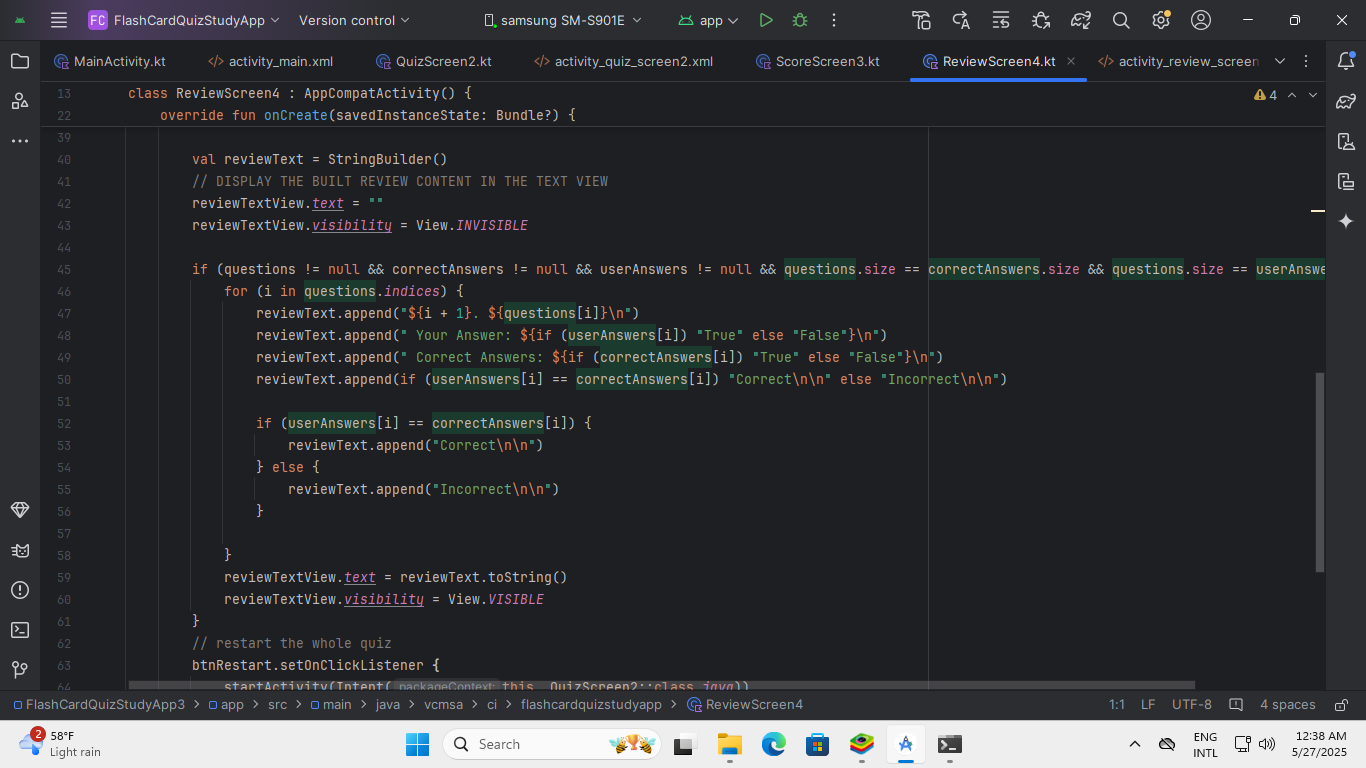 FC FlashCardQuizStudyApp Version control samsung SM-S901E app
MainActivity.kt activity_main.xml QuizScreen2.kt activity_quiz_screen2.xml ScoreScreen3.kt ReviewScreen4.kt activity_review_screen
13 class ReviewScreen4 : AppCompatActivity() { 4
22 override fun onCreate(savedInstanceState: Bundle?) {
39
40 val reviewText = StringBuilder()
41 // DISPLAY THE BUILT REVIEW CONTENT IN THE TEXT VIEW
42 reviewTextView.text = ""
43 reviewTextView.visibility = View.INVISIBLE
44
45 if (questions != null && correctAnswers != null && userAnswers != null && questions.size == correctAnswers.size && questions.size == userAnswe
46 for (i in questions.indices) {
47 reviewText.append("${i + 1}. ${questions[i]}\n")
48 reviewText.append(" Your Answer: ${if (userAnswers[i]) "True" else "False"}\n")
49 reviewText.append(" Correct Answers: ${if (correctAnswers[i]) "True" else "False"}\n")
50 reviewText.append(if (userAnswers[i] == correctAnswers[i]) "Correct\n\n" else "Incorrect\n\n")
51
52 if (userAnswers[i] == correctAnswers[i]) {
53 reviewText.append("Correct\n\n")
54 } else {
55 reviewText.append("Incorrect\n\n")
56 }
57
58 }
59 reviewTextView.text = reviewText.toString()
60 reviewTextView.visibility = View.VISIBLE
61 }
62 // restart the whole quiz
63 btnRestart.setOnClickListener {
64 startActivity(Intent( packageContext: this, QuizScreen2::class.java))
FlashCardQuizStudyApp3 > app > src > main > java > vcmsa > ci > flashcardquizstudyapp > ReviewScreen4 1:1 LF UTF-8 4 spaces
2 58°F
Light rain
Search
ENG
INTL
12:38 AM
5/27/2025